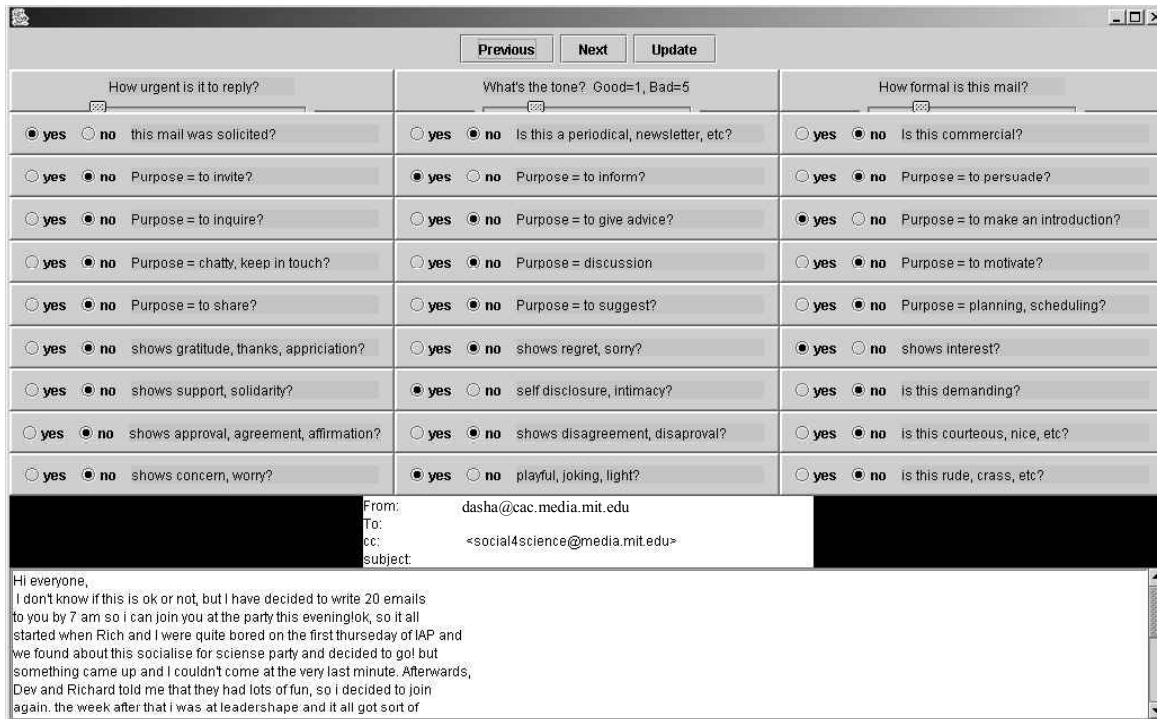 Previous Next Update
How urgent is it to reply? What's the tone? Good=1, Bad=5 How formal is this mail?
yes no this mail was solicited? yes no Is this a periodical, newsletter, etc? yes no Is this commercial?
yes no Purpose = to invite? yes no Purpose = to inform? yes no Purpose = to persuade?
yes no Purpose = to inquire? yes no Purpose = to give advice? yes no Purpose = to make an introduction?
yes no Purpose = chatty, keep in touch? yes no Purpose = discussion yes no Purpose = to motivate?
yes no Purpose = to share? yes no Purpose = to suggest? yes no Purpose = planning, scheduling?
yes no shows gratitude, thanks, appriciation? yes no shows regret, sorry? yes no shows interest?
yes no shows support, solidarity? yes no self disclosure, intimacy? yes no is this demanding?
yes no shows approval, agreement, affirmation? yes no shows disagreement, disaproval? yes no is this courteous, nice, etc?
yes no shows concern, worry? yes no playful, joking, light? yes no is this rude, crass, etc?
From: dasha@cac.media.mit.edu
To:
cc: <social4science@media.mit.edu>
subject:
Hi everyone,
I don't know if this is ok or not, but I have decided to write 20 emails
to you by 7 am so i can join you at the party this evening!ok, so it all
started when Rich and I were quite bored on the first thurseday of IAP and
we found about this socialise for sciense party and decided to go! but
something came up and I couldn't come at the very last minute. Afterwards,
Dev and Richard told me that they had lots of fun, so i decided to join
again. the week after that i was at leadershape and it all got sort of